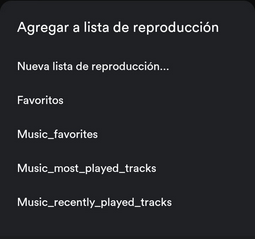 Agregar a lista de reproducción
Nueva lista de reproducción...
Favoritos
Music_favorites
Music_most_played_tracks
Music_recently_played_tracks